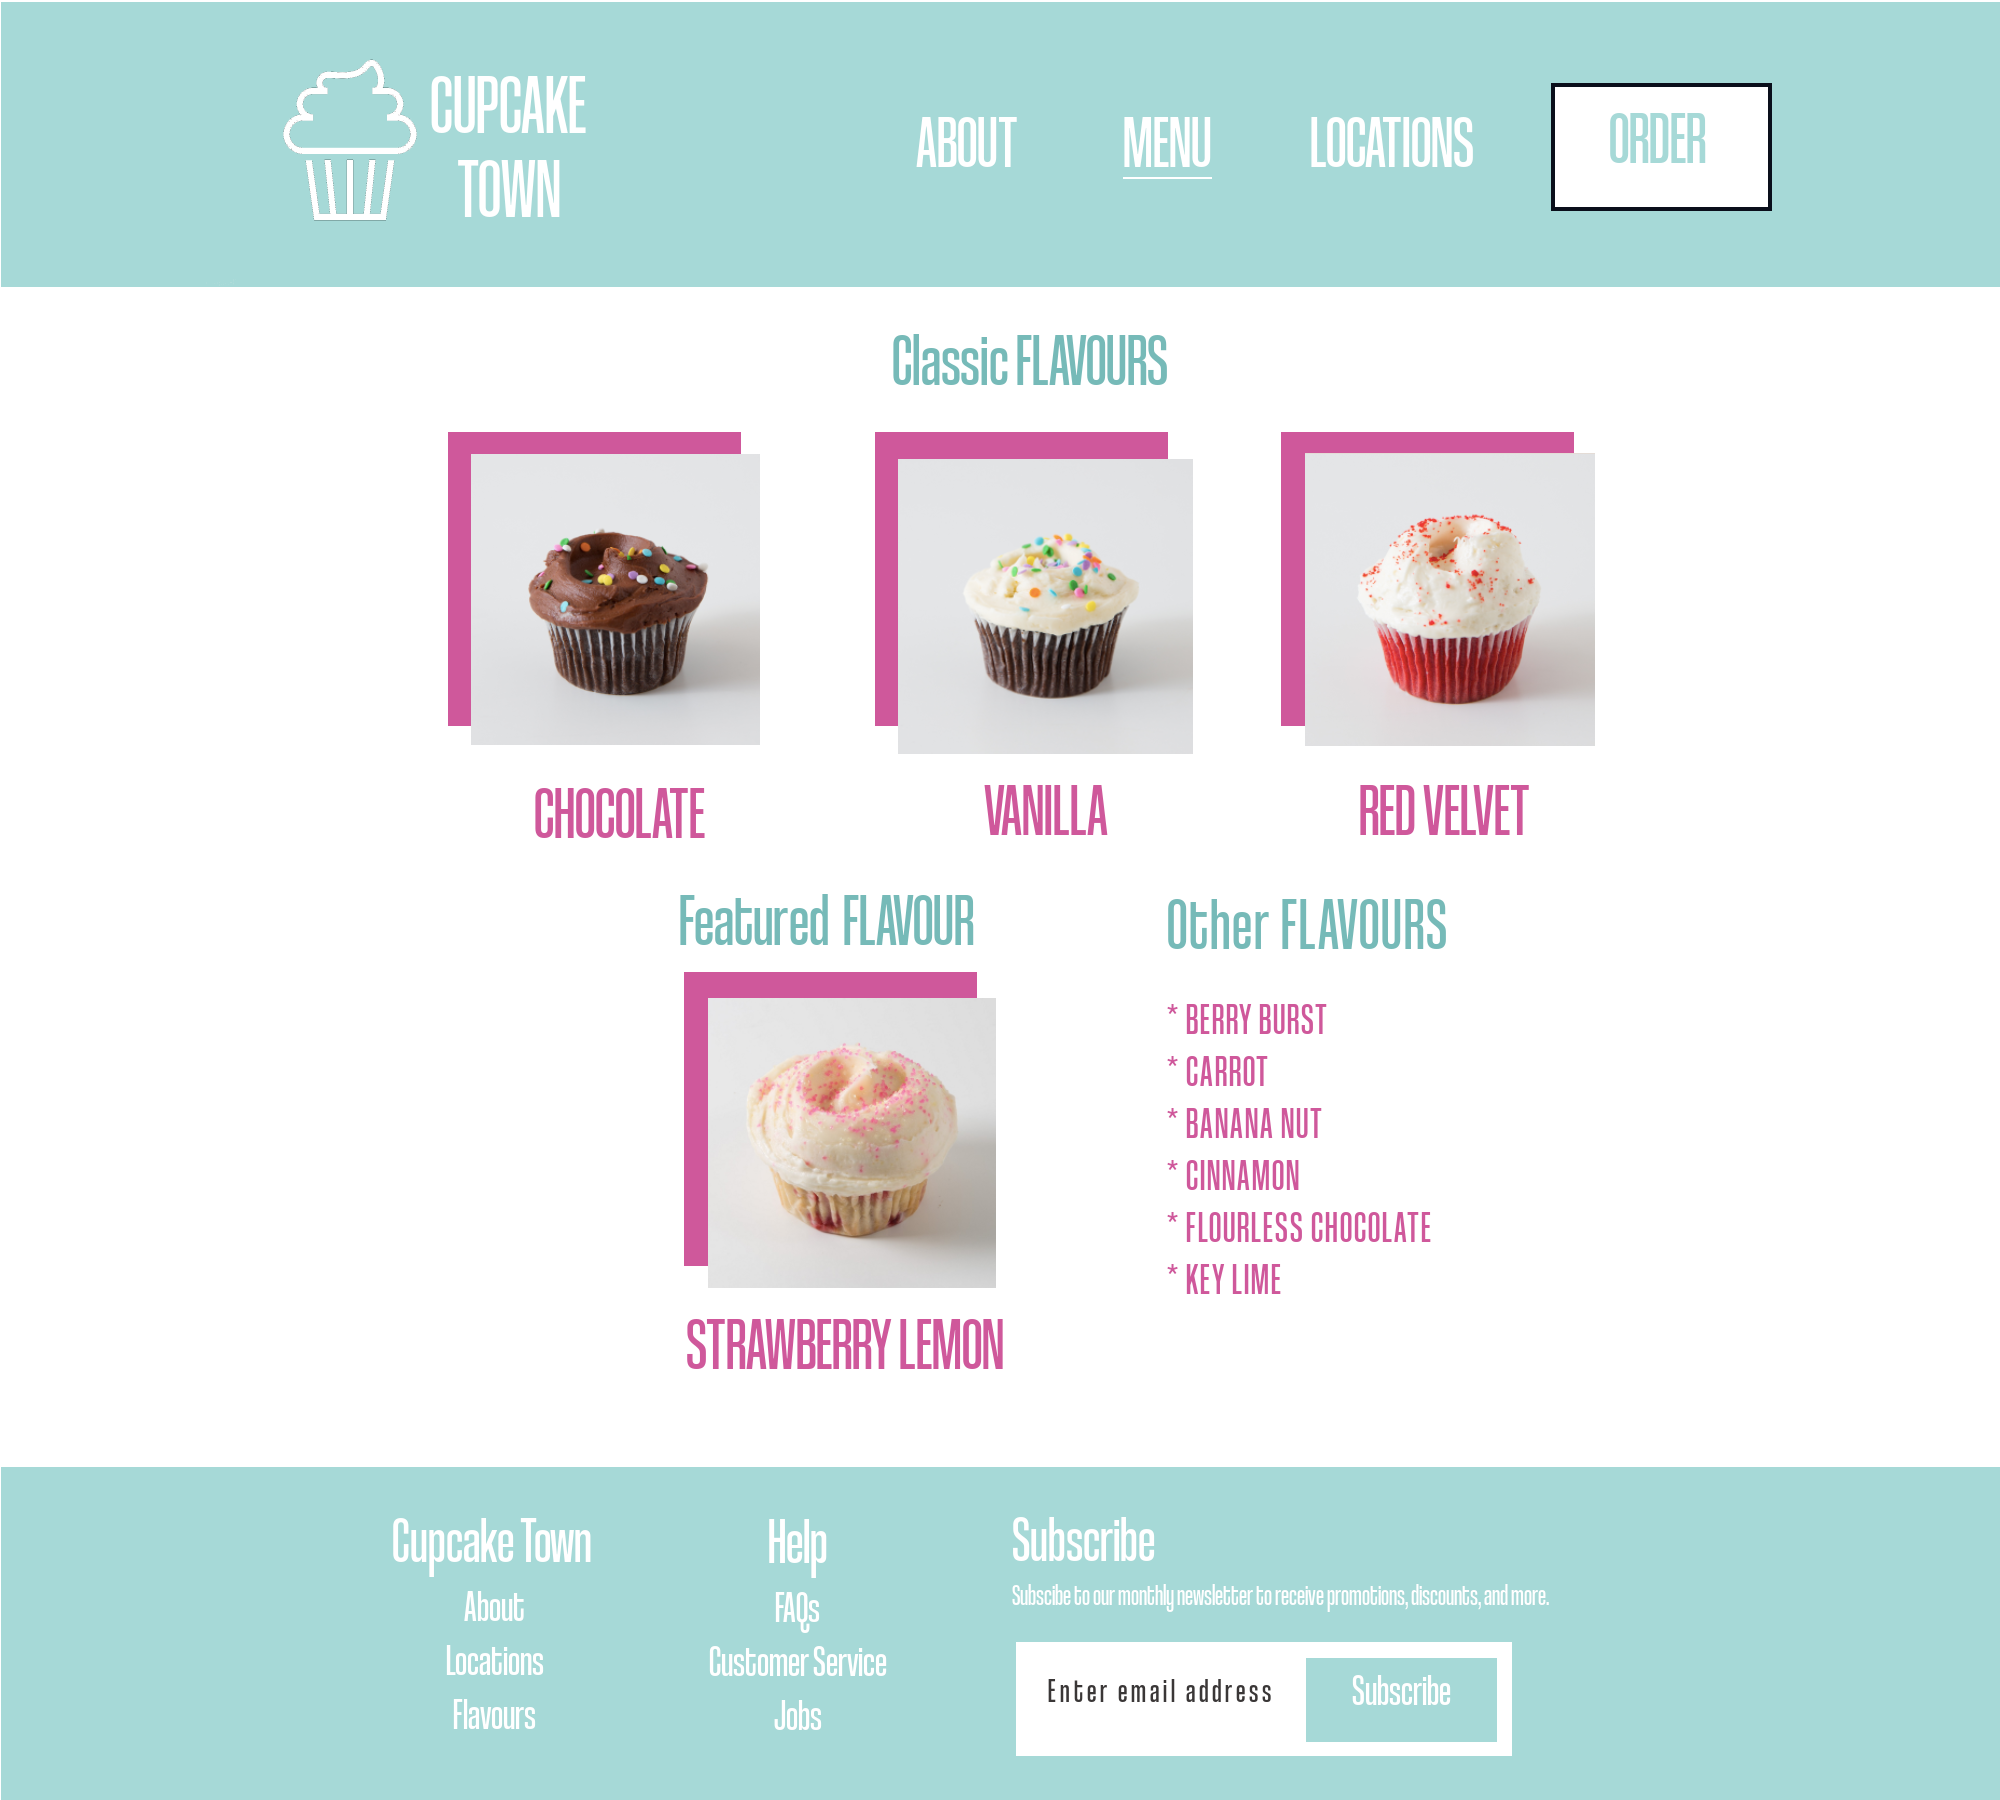 CUPCAKE
TOWN
ABOUT
MENU
LOCATIONS
ORDER
Classic FLAVOURS
CHOCOLATE
VANILLA
RED VELVET
Featured FLAVOUR
STRAWBERRY LEMON
Other FLAVOURS
* BERRY BURST
* CARROT
* BANANA NUT
* CINNAMON
* FLOURLESS CHOCOLATE
* KEY LIME
Cupcake Town
About
Locations
Flavours
Help
FAQs
Customer Service
Jobs
Subscribe
Subscibe to our monthly newsletter to receive promotions, discounts, and more.
Enter email address
Subscribe